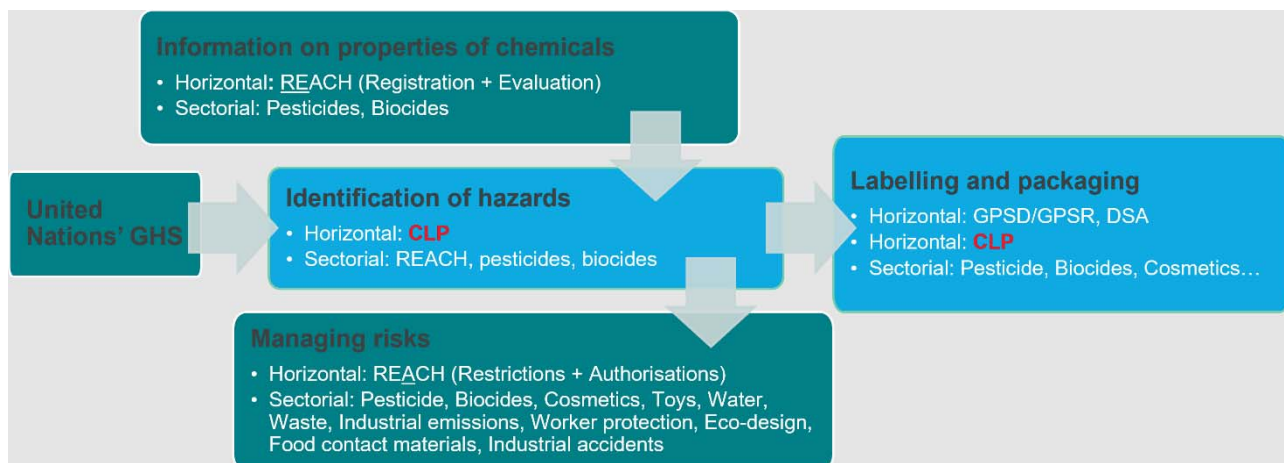 Information on properties of chemicals
• Horizontal: REACH (Registration + Evaluation)
• Sectorial: Pesticides, Biocides
United
Nations’ GHS
Identification of hazards
• Horizontal: CLP
• Sectorial: REACH, pesticides, biocides
Labelling and packaging
• Horizontal: GPSD/GPSR, DSA
• Horizontal: CLP
• Sectorial: Pesticide, Biocides, Cosmetics…
Managing risks
• Horizontal: REACH (Restrictions + Authorisations)
• Sectorial: Pesticide, Biocides, Cosmetics, Toys, Water,
Waste, Industrial emissions, Worker protection, Eco-design,
Food contact materials, Industrial accidents